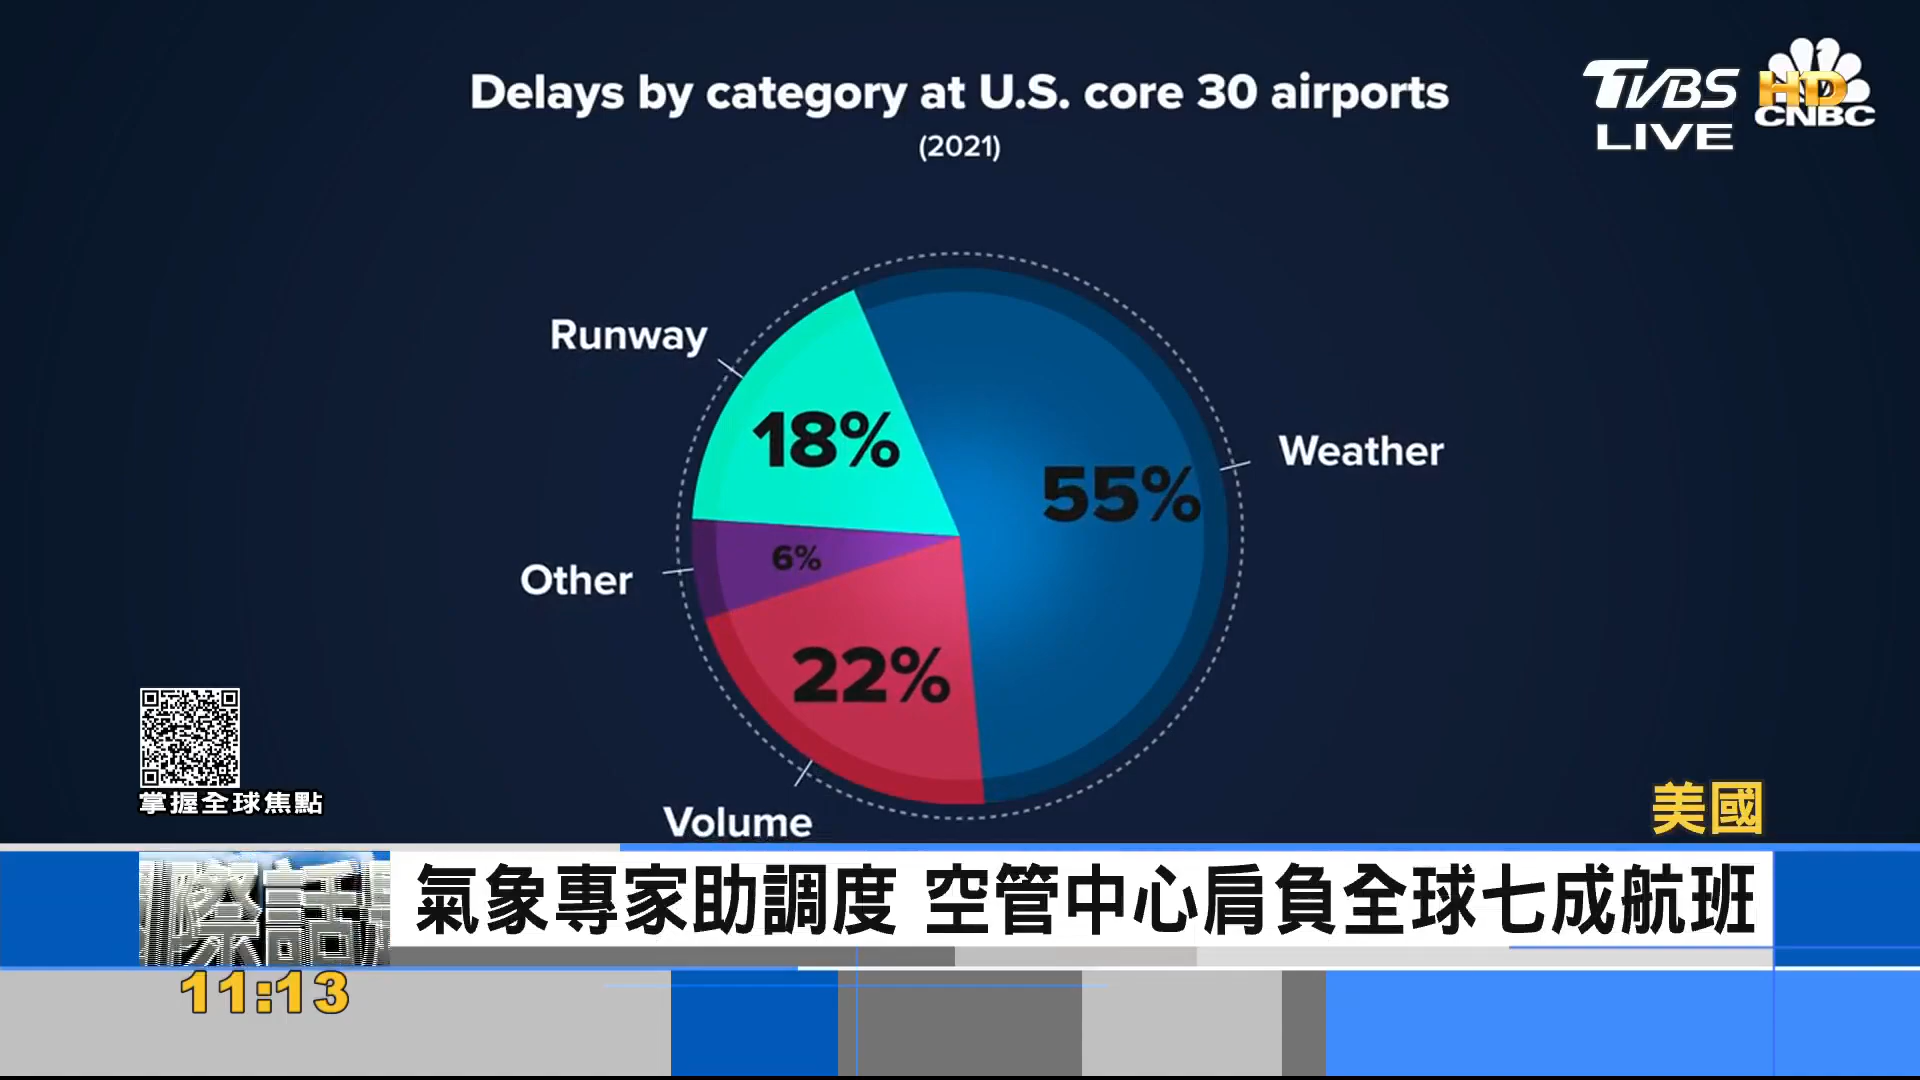 Delays by category at U.S. core 30 airports
(2021)
TVBS
LIVE
HD
CNBC
Runway
18%
Weather
55%
Other
6%
22%
Volume
掌握全球焦點
美國
氣象專家助調度 空管中心肩負全球七成航班
際話
11:13